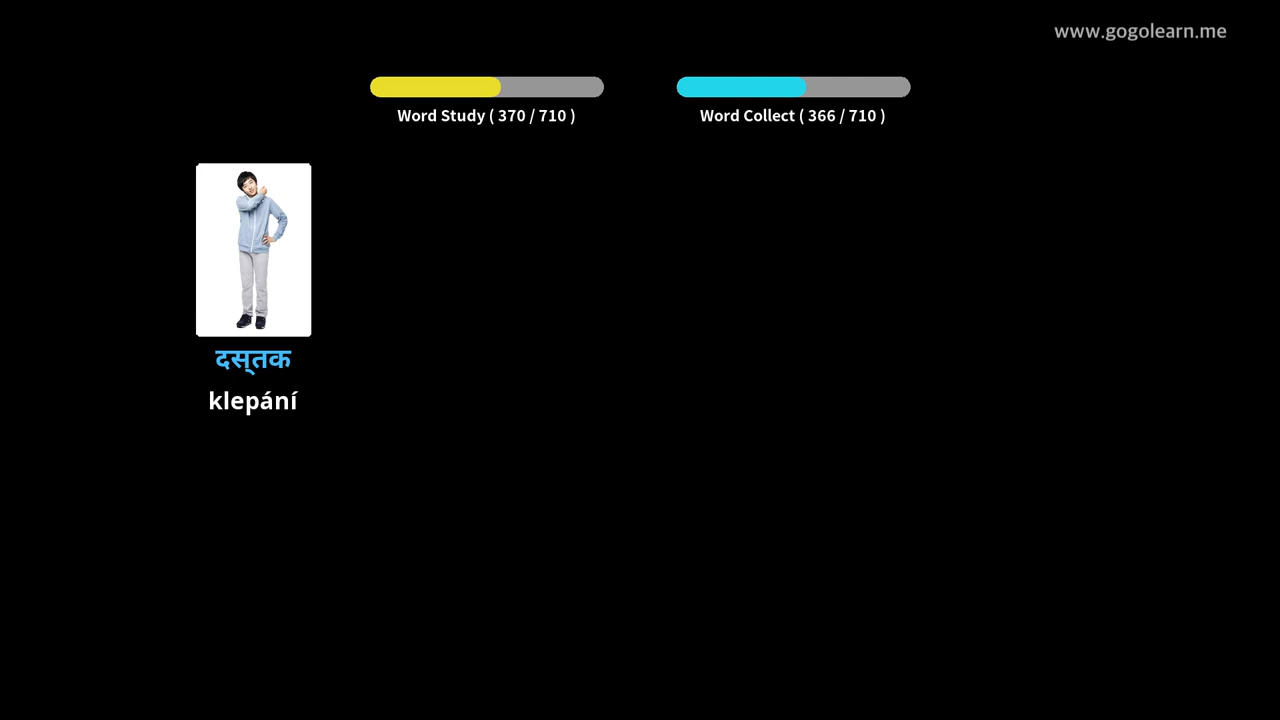 www.gogolearn.me
Word Study ( 370 / 710 )
Word Collect ( 366 / 710 )
दस्तक
klepání